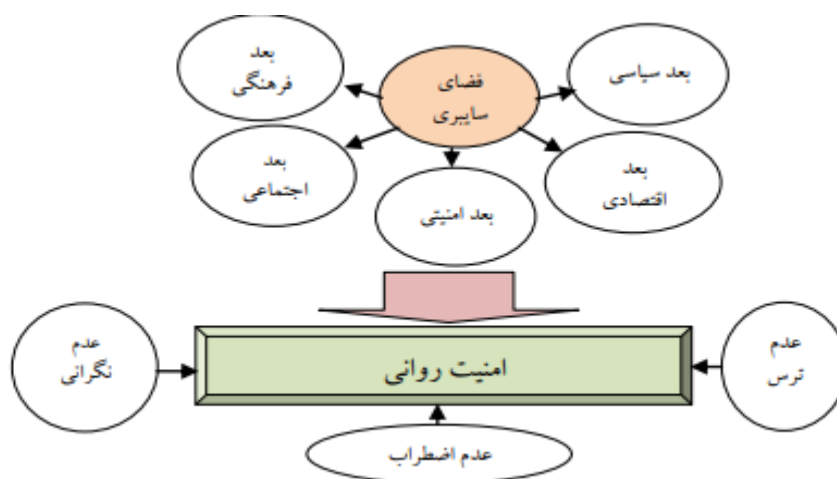 بعد سیاسی
فضای
سایبری
بعد
فرهنگی
بعد
اقتصادی
بعد
اجتماعی
بعد امنیتی
عدم
ترس
امنیت روانی
عدم
نگرانی
عدم اضطراب